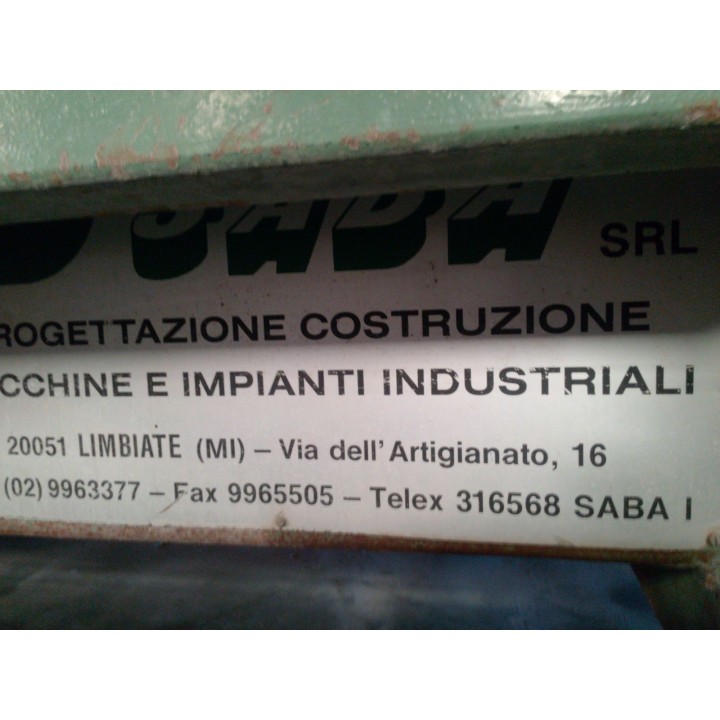 SABA SRL
ROGETTAZIONE COSTRUZIONE
CCHINE E IMPIANTI INDUSTRIALI
20051 LIMBIATE (MI) – Via dell'Artigianato, 16
(02) 9963377 – Fax 9965505 – Telex 316568 SABA I